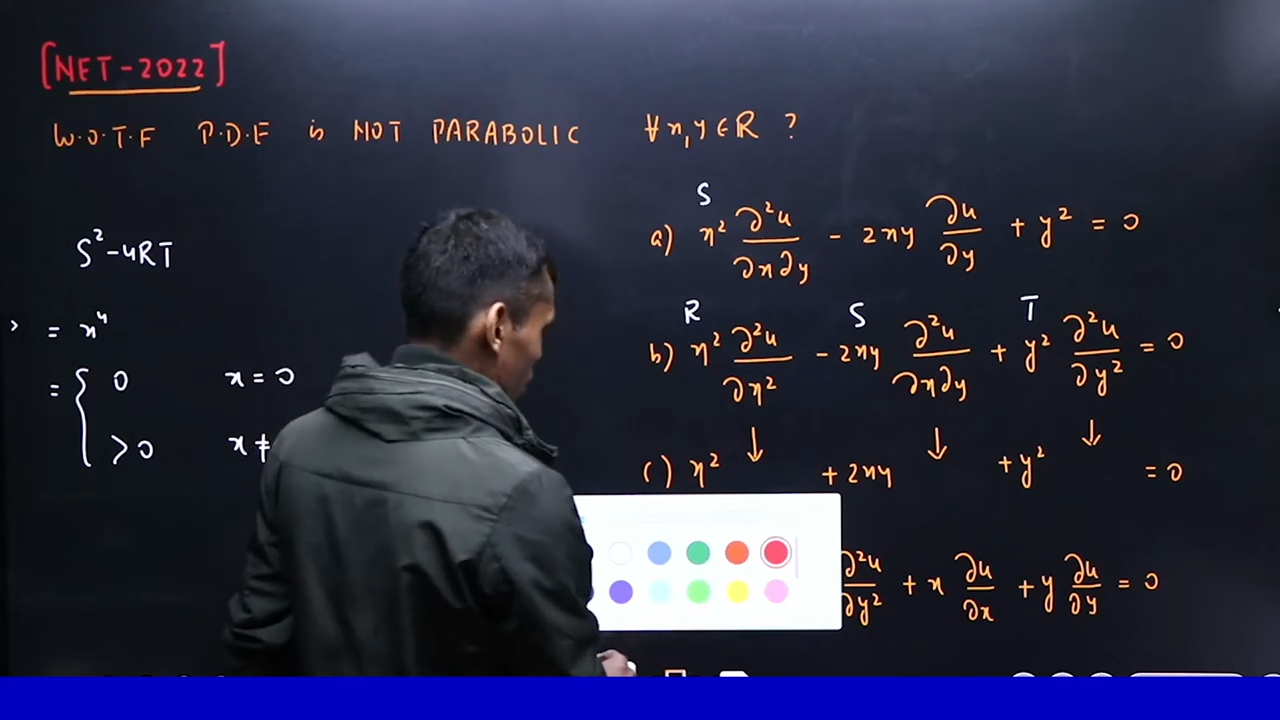 [NET-2022]
W.O.T.F P.D.E is NOT PARABOLIC ∀ x, y ∈ R ?
S
a) x² ∂²u/∂x∂y - 2xy ∂u/∂y + y² = 0
S² - 4RT
R S T
b) x² ∂²u/∂x² - 2xy ∂²u/∂x∂y + y² ∂²u/∂y² = 0
= x⁴
= { 0 x = 0
> 0 x ≠
(c) x² ↓ + 2xy ↓ + y² ↓ = 0
∂²u/∂y² + x ∂u/∂x + y ∂u/∂y = 0